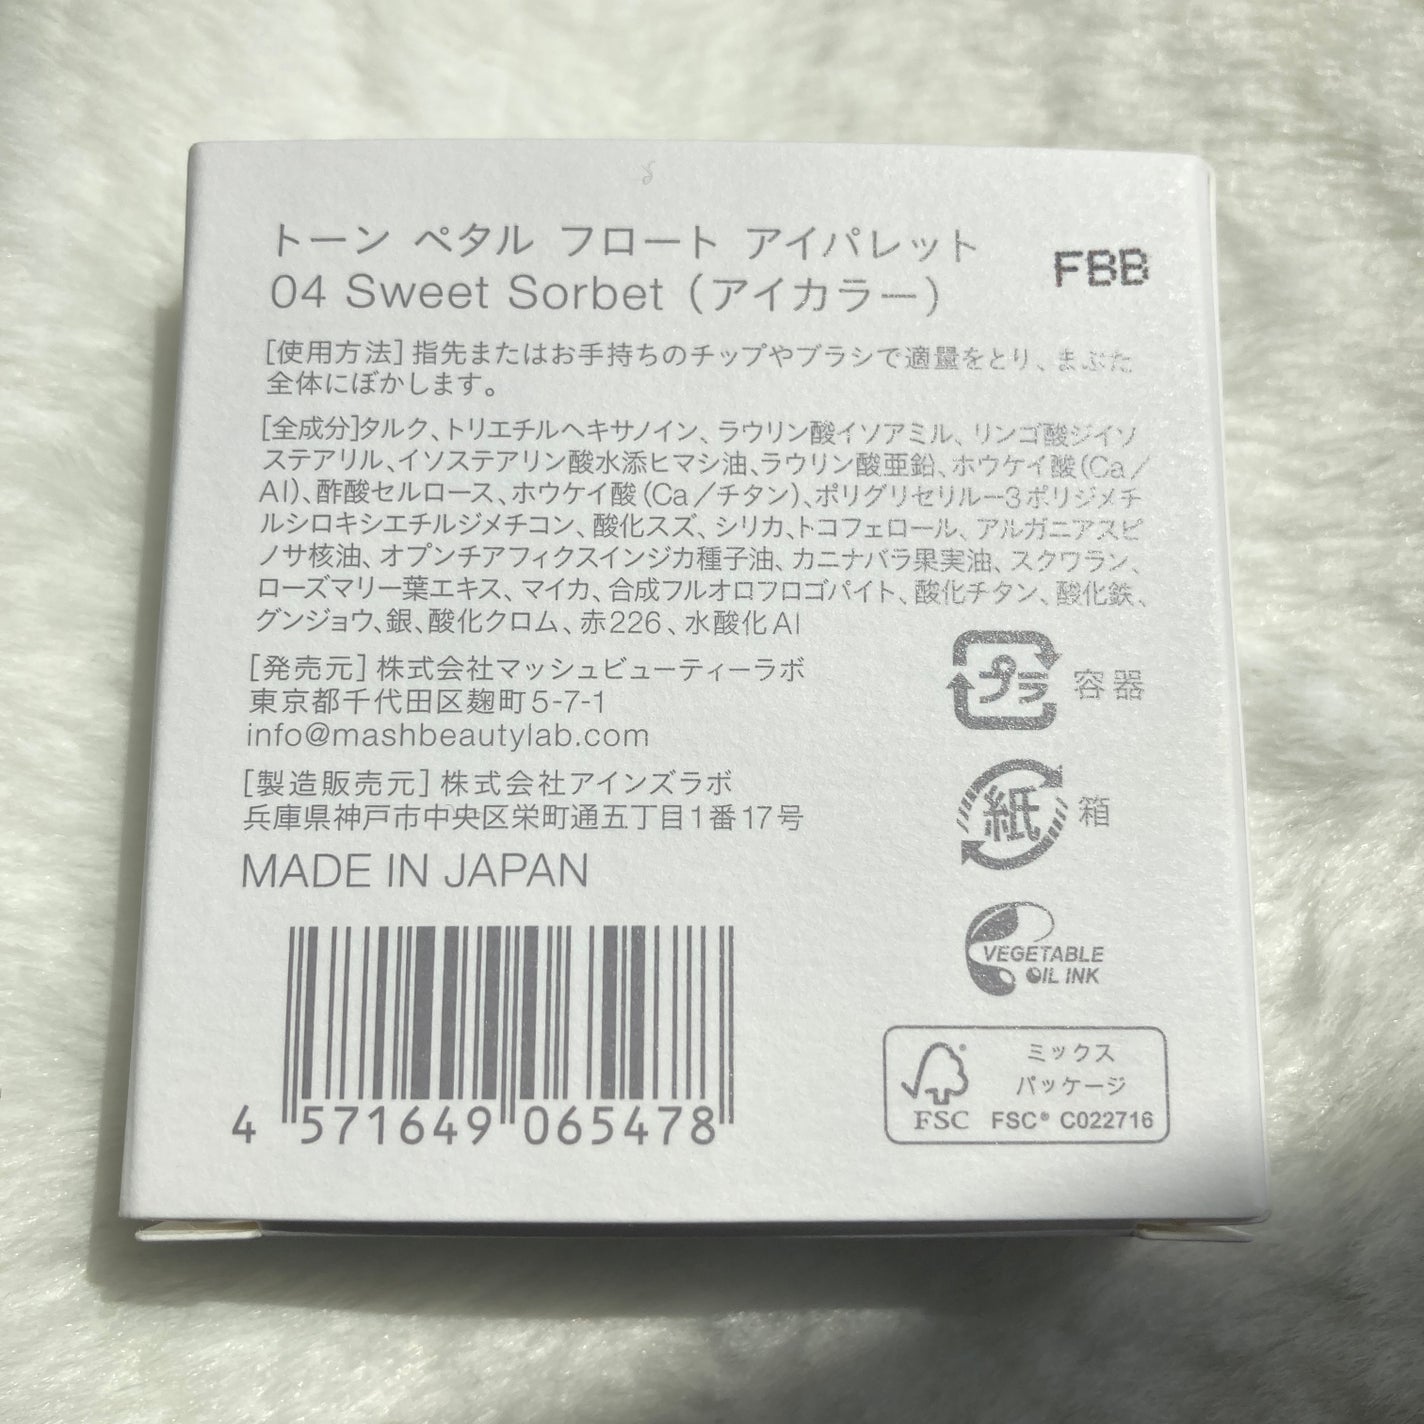 トーン ペタル フロート アイパレット
04 Sweet Sorbet（アイカラー）
FBB
［使用方法］指先またはお手持ちのチップやブラシで適量をとり、まぶた
全体にぼかします。
［全成分］タルク、トリエチルヘキサノイン、ラウリン酸イソアミル、リンゴ酸ジイソ
ステアリル、イソステアリン酸水添ヒマシ油、ラウリン酸亜鉛、ホウケイ酸（Ca／
Al）、酢酸セルロース、ホウケイ酸（Ca／チタン）、ポリグリセリル－3ポリジメチ
ルシロキシエチルジメチコン、酸化スズ、シリカ、トコフェロール、アルガニアスピ
ノサ核油、オプンチアフィクスインジカ種子油、カニナバラ果実油、スクワラン、
ローズマリー葉エキス、マイカ、合成フルオロフロゴパイト、酸化チタン、酸化鉄、
グンジョウ、銀、酸化クロム、赤226、水酸化Al
［発売元］株式会社マッシュビューティーラボ
東京都千代田区麹町5-7-1
info@mashbeautylab.com
［製造販売元］株式会社アインズラボ
兵庫県神戸市中央区栄町通五丁目1番17号
MADE IN JAPAN
4 571649 065478
プラ 容器
紙 箱
VEGETABLE
OIL INK
ミックス
パッケージ
FSC FSC® C022716